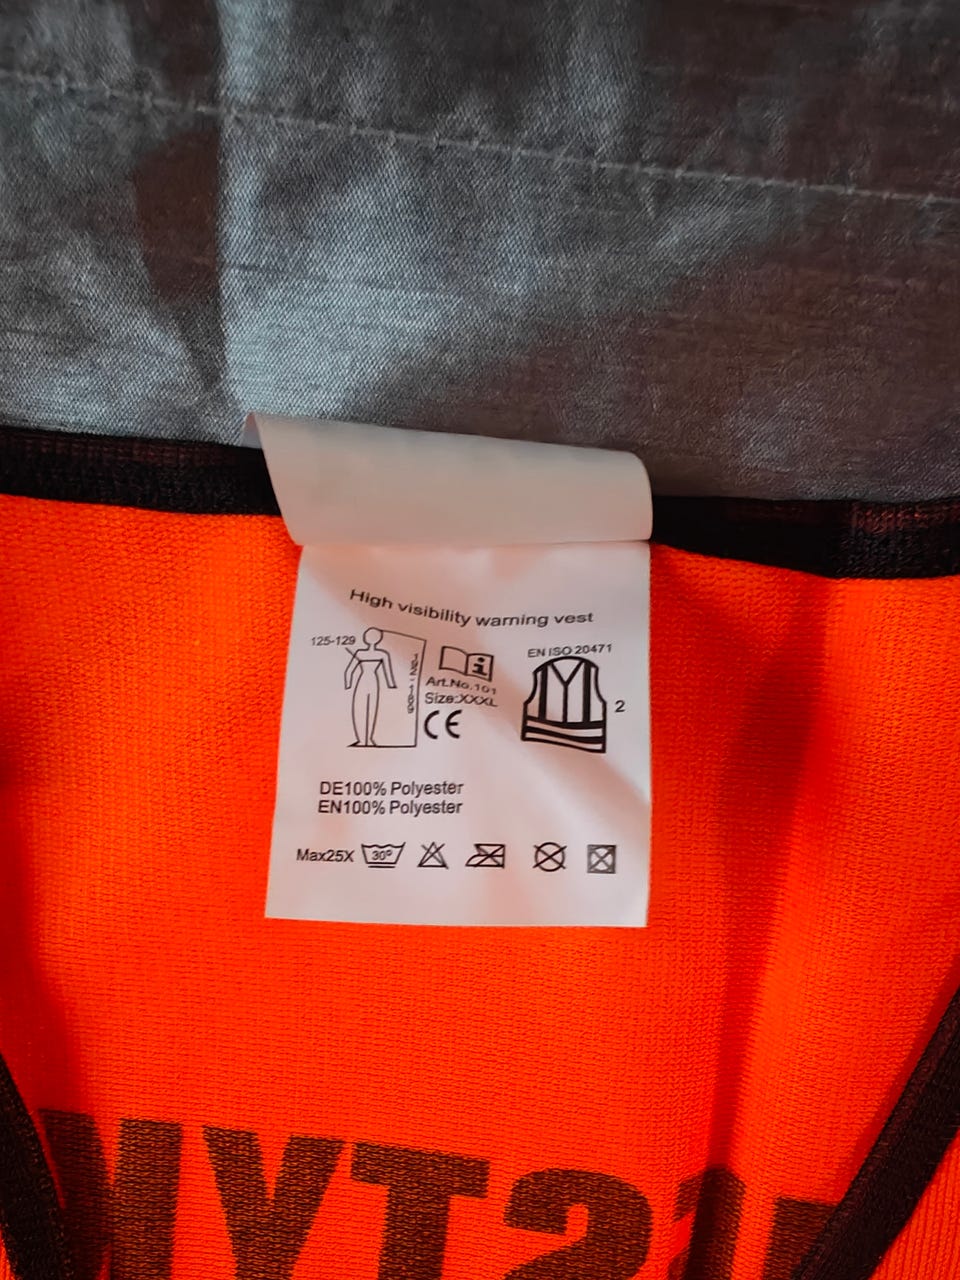 High visibility warning vest
125-129
EN ISO 20471
Art.No.101
Size:XXXL
CE
2
DE100% Polyester
EN100% Polyester
Max25X 30°